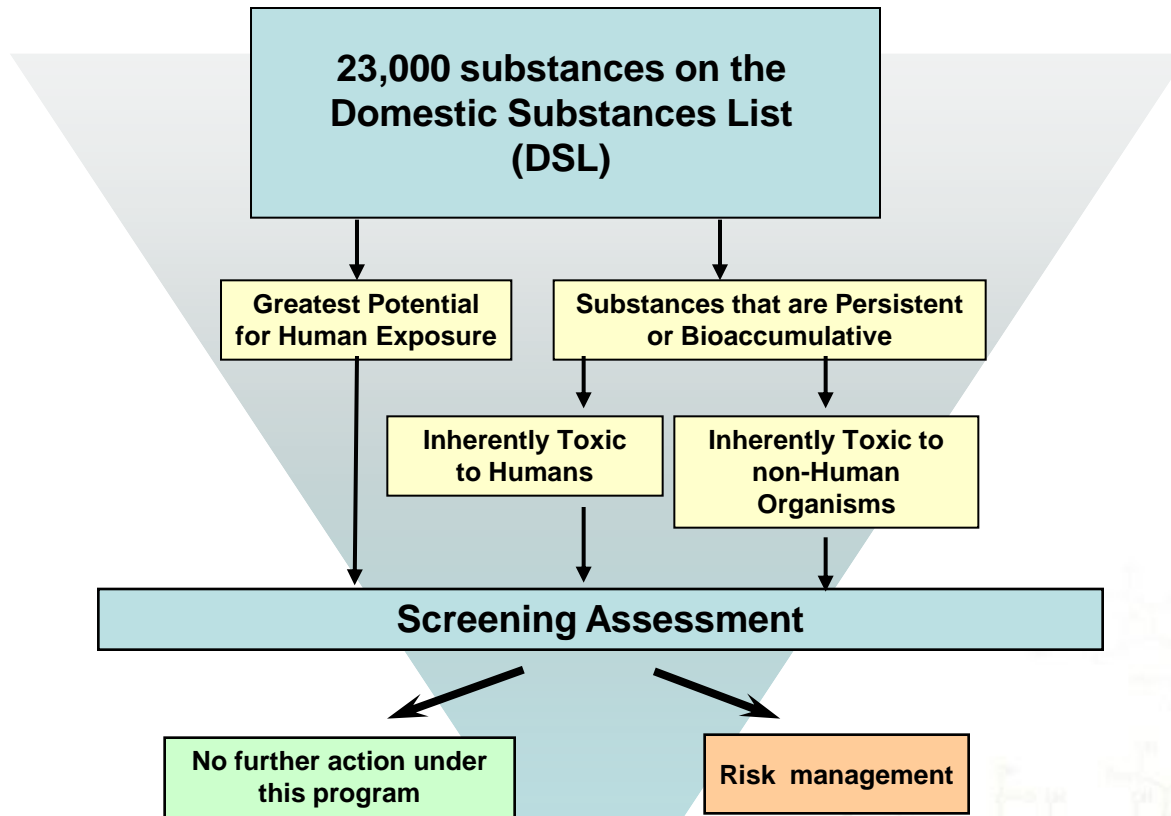 23,000 substances on the
Domestic Substances List
(DSL)
Greatest Potential
for Human Exposure
Substances that are Persistent
or Bioaccumulative
Inherently Toxic
to Humans
Inherently Toxic to
non-Human
Organisms
Screening Assessment
No further action under
this program
Risk management